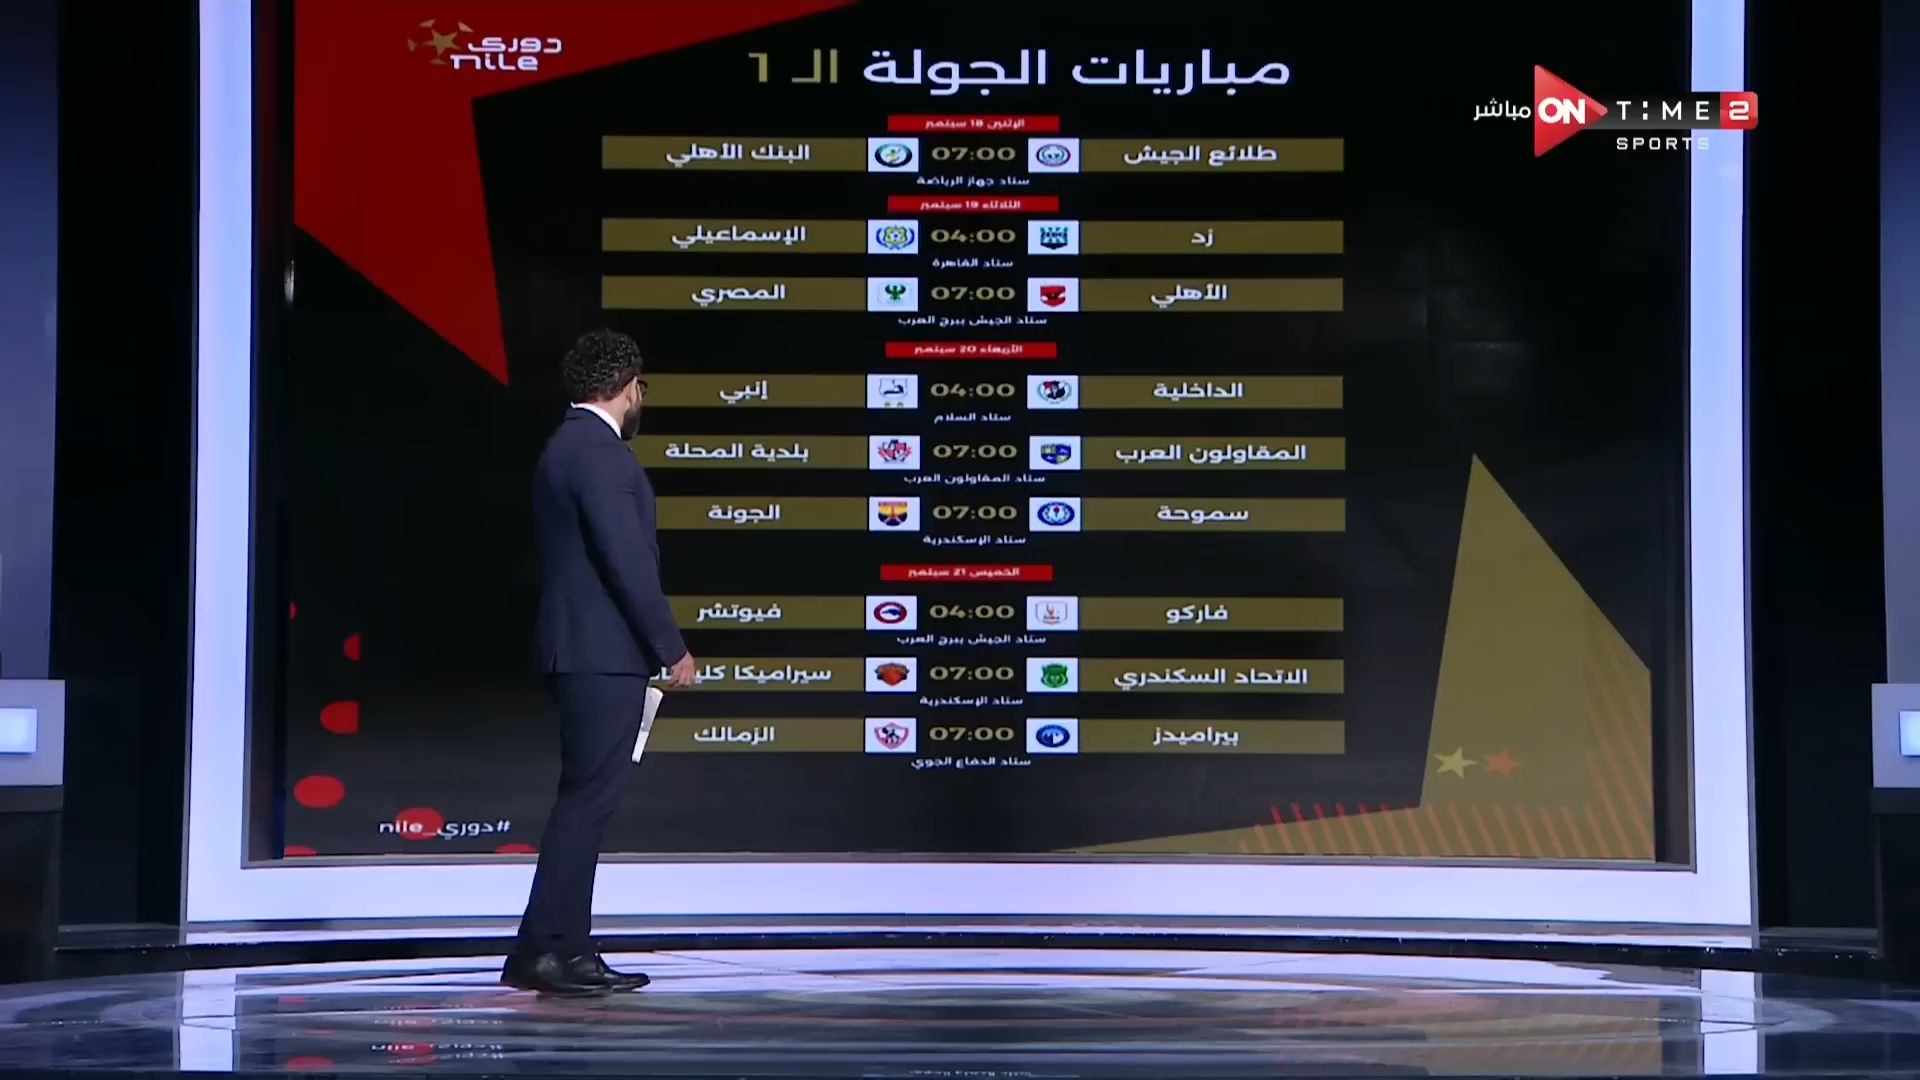 دوري
nile
مباريات الجولة الـ 1
مباشر ON TIME 2
SPORTS
الإثنين 18 سبتمبر
طلائع الجيش 07:00 البنك الأهلي
ستاد جهاز الرياضة
الثلاثاء 19 سبتمبر
زد 04:00 الإسماعيلي
ستاد القاهرة
الأهلي 07:00 المصري
ستاد الجيش ببرج العرب
الأربعاء 20 سبتمبر
الداخلية 04:00 إنبي
ستاد السلام
المقاولون العرب 07:00 بلدية المحلة
ستاد المقاولون العرب
سموحة 07:00 الجونة
ستاد الإسكندرية
الخميس 21 سبتمبر
فاركو 04:00 فيوتشر
ستاد الجيش ببرج العرب
الاتحاد السكندري 07:00 سيراميكا
ستاد الإسكندرية
بيراميدز 07:00 الزمالك
ستاد الدفاع الجوي
#دوري_nile